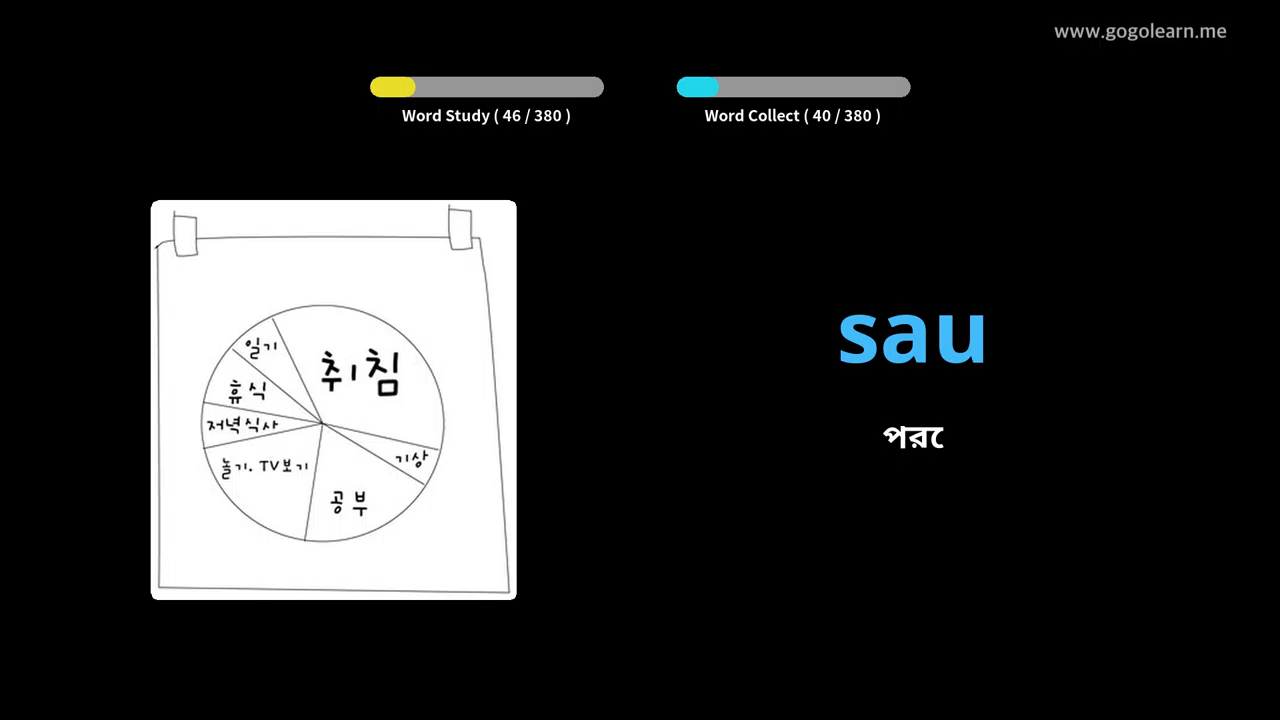 www.gogolearn.me
Word Study ( 46 / 380 )
Word Collect ( 40 / 380 )
일기
취침
휴식
저녁식사
놀기. TV보기
기상
공부
sau
পরে